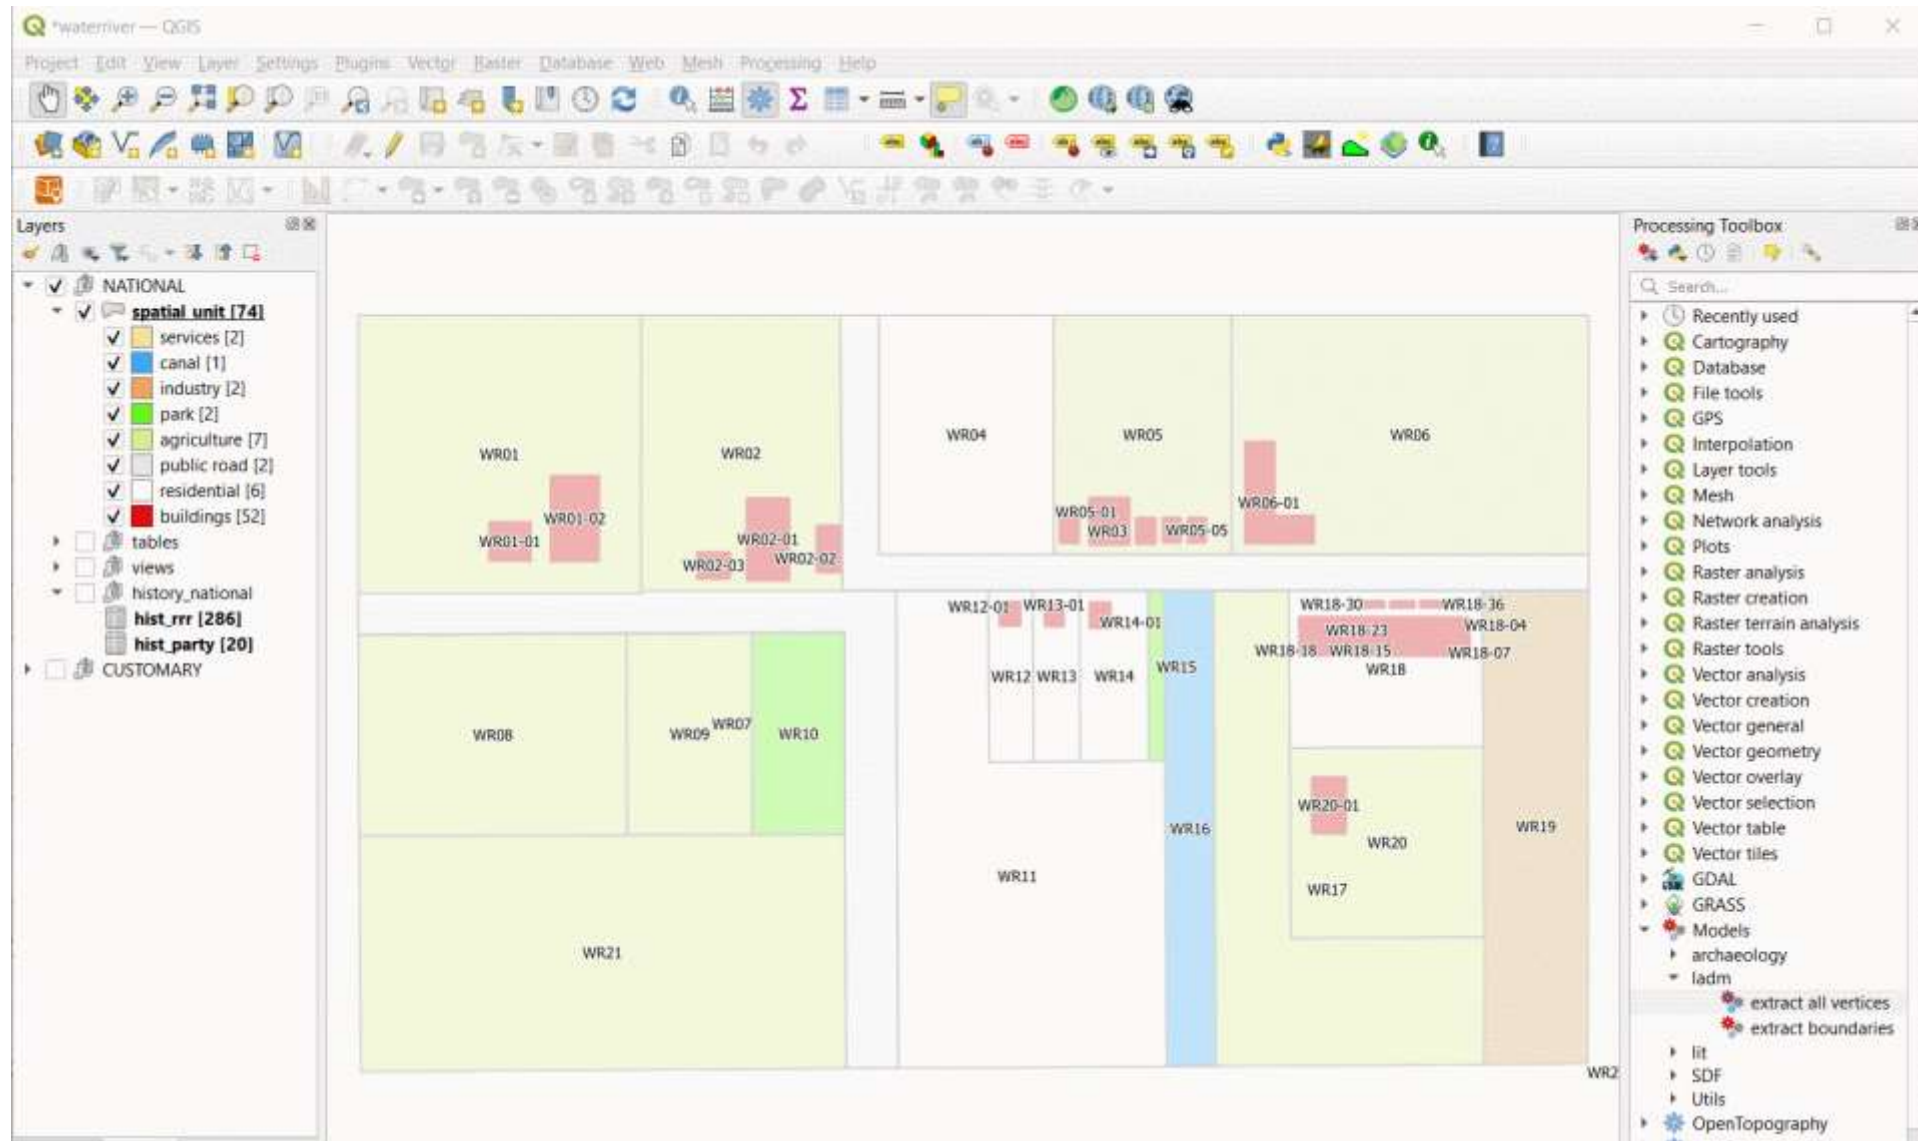 *waterriver — QGIS
Project Edit View Layer Settings Plugins Vector Raster Database Web Mesh Processing Help
Layers
NATIONAL
spatial_unit [74]
services [2]
canal [1]
industry [2]
park [2]
agriculture [7]
public road [2]
residential [6]
buildings [52]
tables
views
history_national
hist_rrr [286]
hist_party [20]
CUSTOMARY
WR01
WR02
WR04
WR05
WR06
WR01-02
WR01-01
WR02-01
WR02-02
WR02-03
WR05-01
WR03
WR05-05
WR06-01
WR12-01
WR13-01
WR14-01
WR18-30
WR18-36
WR18-23
WR18-04
WR18-18
WR18-15
WR18-07
WR18
WR12
WR13
WR14
WR15
WR08
WR09
WR07
WR10
WR20-01
WR16
WR20
WR19
WR11
WR17
WR21
WR2
Processing Toolbox
Search...
Recently used
Cartography
Database
File tools
GPS
Interpolation
Layer tools
Mesh
Network analysis
Plots
Raster analysis
Raster creation
Raster terrain analysis
Raster tools
Vector analysis
Vector creation
Vector general
Vector geometry
Vector overlay
Vector selection
Vector table
Vector tiles
GDAL
GRASS
Models
archaeology
ladm
extract all vertices
extract boundaries
lit
SDF
Utils
OpenTopography